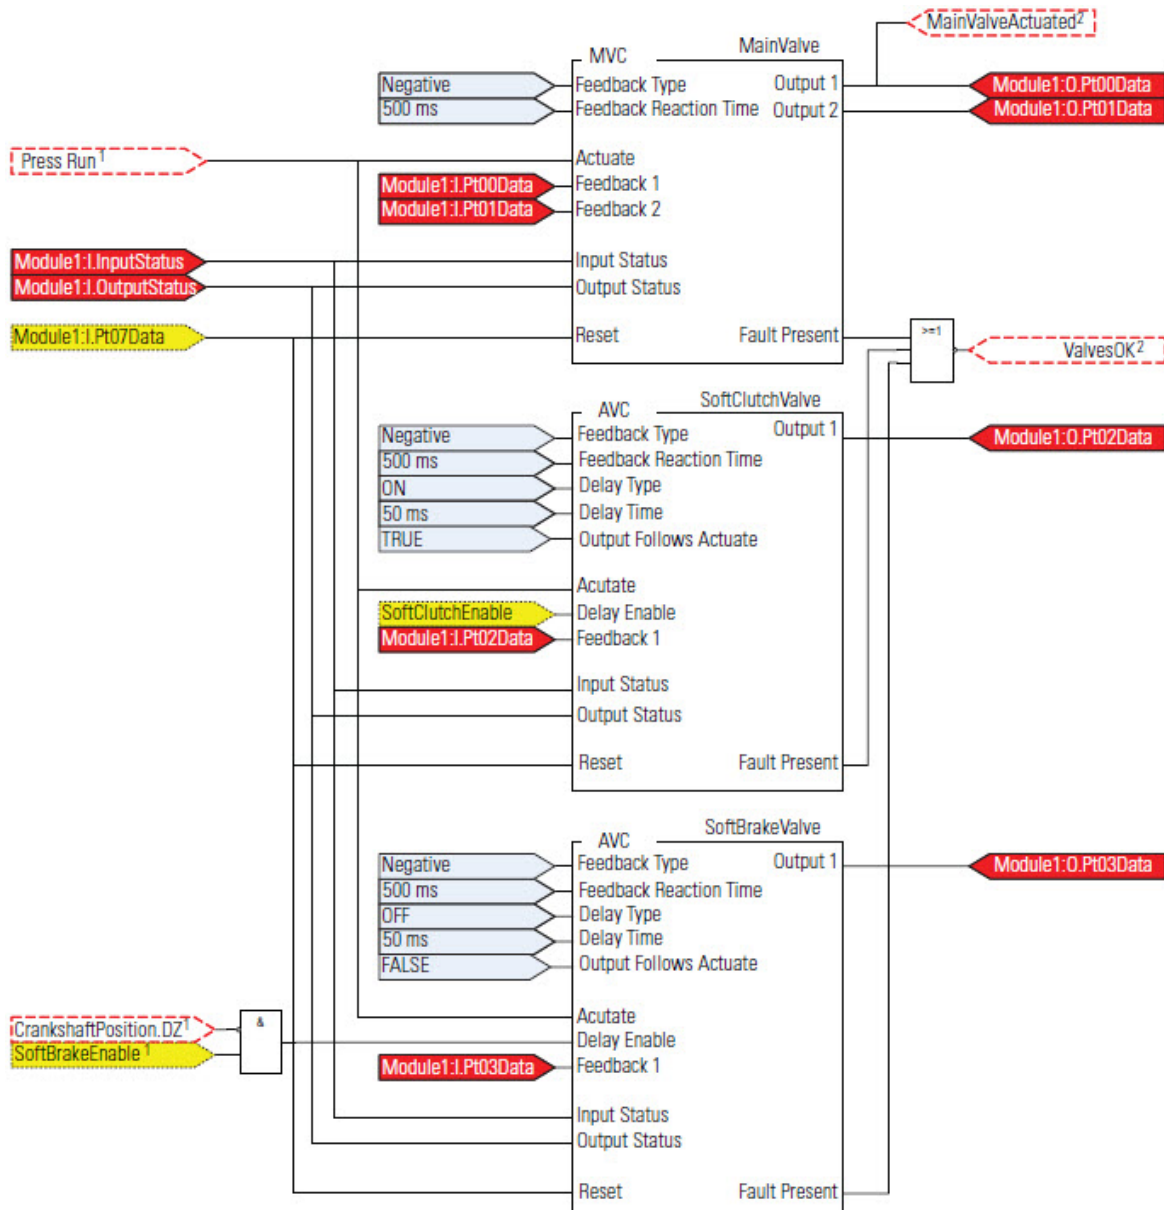 MainValveActuated2
MVC MainValve
Negative Feedback Type Output 1 Module1:O.Pt00Data
500 ms Feedback Reaction Time Output 2 Module1:O.Pt01Data
Press Run1 Actuate
Module1:I.Pt00Data Feedback 1
Module1:I.Pt01Data Feedback 2
Module1:I.InputStatus Input Status
Module1:I.OutputStatus Output Status
Module1:I.Pt07Data Reset Fault Present >=1
ValvesOK2
AVC SoftClutchValve
Negative Feedback Type Output 1 Module1:O.Pt02Data
500 ms Feedback Reaction Time
ON Delay Type
50 ms Delay Time
TRUE Output Follows Actuate
Acutate
SoftClutchEnable Delay Enable
Module1:I.Pt02Data Feedback 1
Input Status
Output Status
Reset Fault Present
AVC SoftBrakeValve
Negative Feedback Type Output 1 Module1:O.Pt03Data
500 ms Feedback Reaction Time
OFF Delay Type
50 ms Delay Time
FALSE Output Follows Actuate
CrankshaftPosition.DZ1 & Acutate
SoftBrakeEnable 1 Delay Enable
Module1:I.Pt03Data Feedback 1
Input Status
Output Status
Reset Fault Present